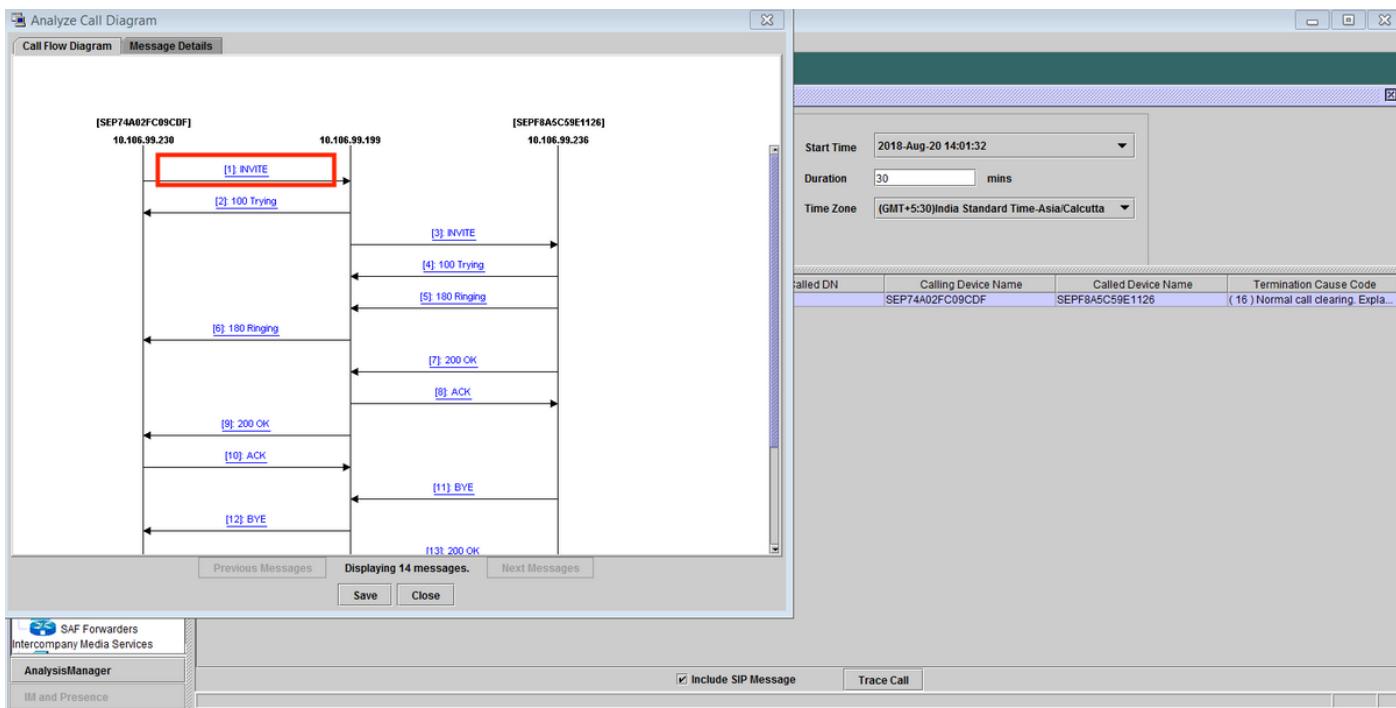 Analyze Call Diagram
Call Flow Diagram Message Details
[SEP74A02FC09CDF] [SEPF8A5C59E1126]
10.106.99.230 10.106.99.199 10.106.99.236
[1]: INVITE
[2]: 100 Trying
[3]: INVITE
[4]: 100 Trying
[5]: 180 Ringing
[6]: 180 Ringing
[7]: 200 OK
[8]: ACK
[9]: 200 OK
[10]: ACK
[11]: BYE
[12]: BYE
[13]: 200 OK
Previous Messages Displaying 14 messages. Next Messages
Save Close
Start Time 2018-Aug-20 14:01:32
Duration 30 mins
Time Zone (GMT+5:30)India Standard Time-Asia/Calcutta
alled DN Calling Device Name Called Device Name Termination Cause Code
SEP74A02FC09CDF SEPF8A5C59E1126 ( 16 ) Normal call clearing. Expla...
SAF Forwarders
Intercompany Media Services
AnalysisManager
IM and Presence
Include SIP Message Trace Call